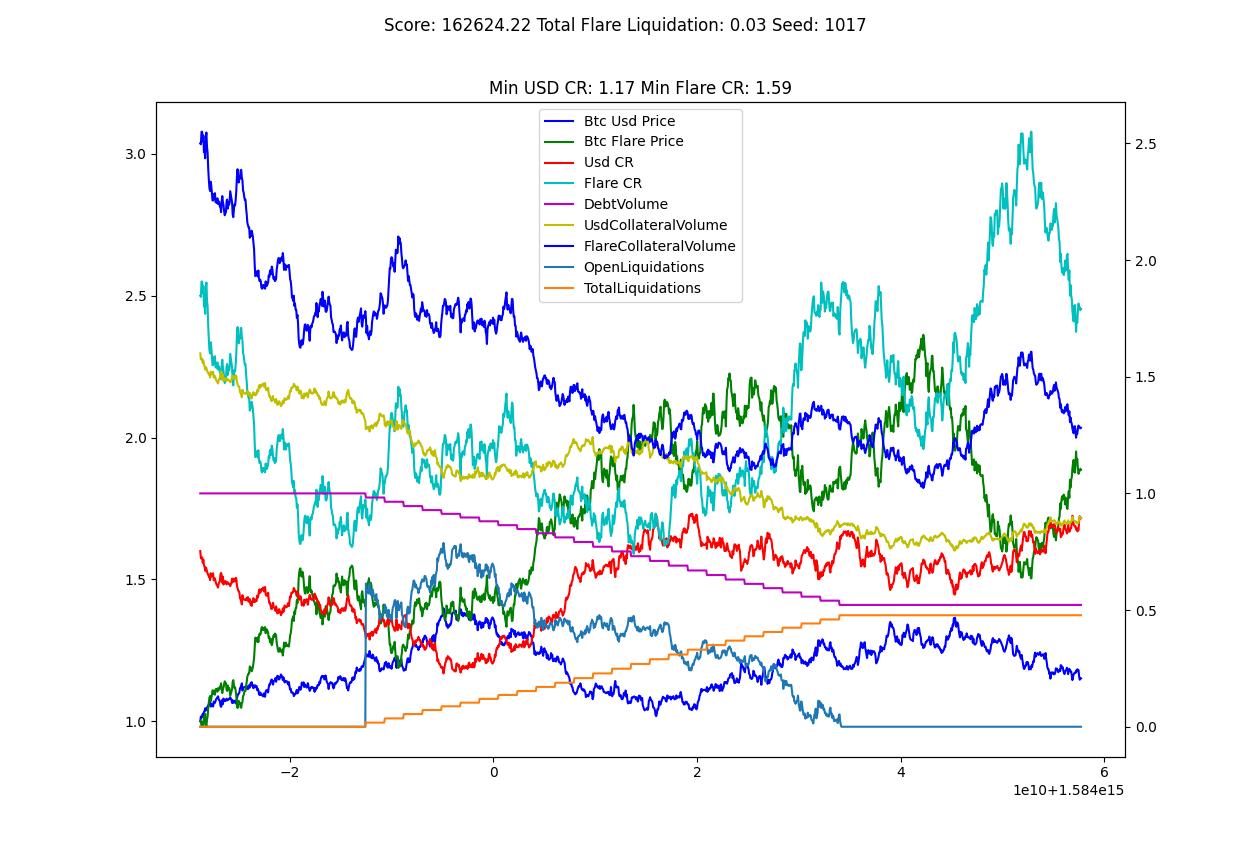 Score: 162624.22 Total Flare Liquidation: 0.03 Seed: 1017
Min USD CR: 1.17 Min Flare CR: 1.59
Btc Usd Price
Btc Flare Price
Usd CR
Flare CR
DebtVolume
UsdCollateralVolume
FlareCollateralVolume
OpenLiquidations
TotalLiquidations
3.0
2.5
2.0
1.5
1.0
2.5
2.0
1.5
1.0
0.5
0.0
−2 0 2 4 6
1e10+1.584e15